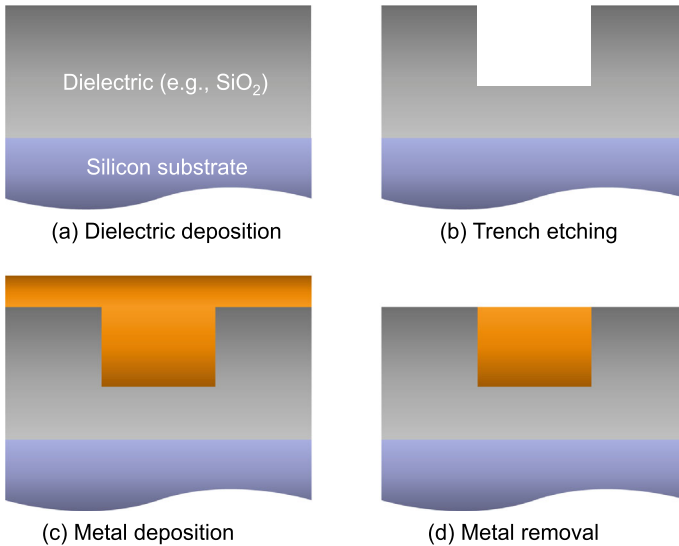 Dielectric (e.g., SiO₂)
Silicon substrate
(a) Dielectric deposition
(b) Trench etching
(c) Metal deposition
(d) Metal removal